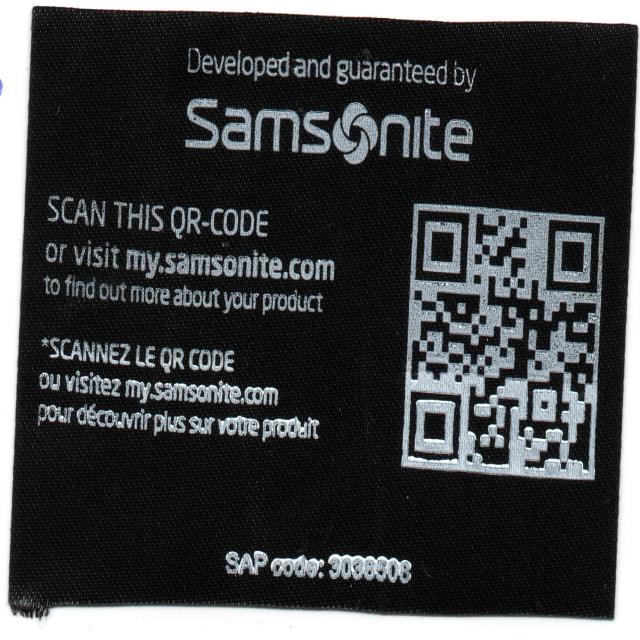 Developed and guaranteed by
Samsonite
SCAN THIS QR-CODE
or visit my.samsonite.com
to find out more about your product
*SCANNEZ LE QR CODE
ou visitez my.samsonite.com
pour découvrir plus sur votre produit
SAP code: